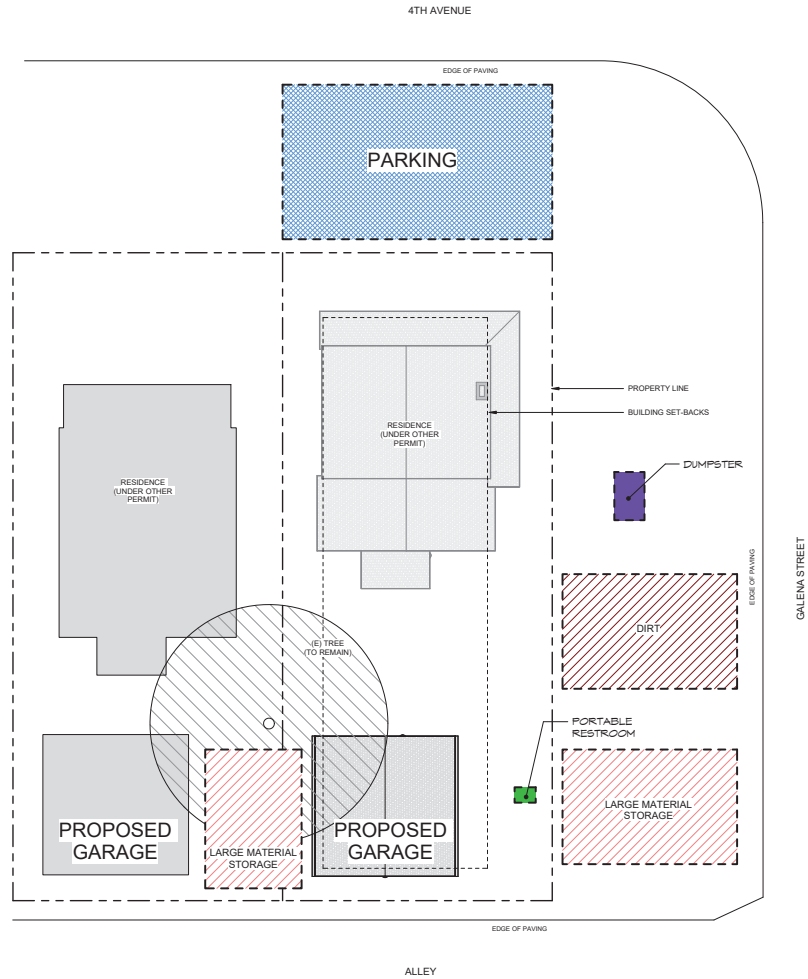 4TH AVENUE
EDGE OF PAVING
PARKING
PROPERTY LINE
BUILDING SET-BACKS
RESIDENCE
(UNDER OTHER
PERMIT)
DUMPSTER
RESIDENCE
(UNDER OTHER
PERMIT)
EDGE OF PAVING
GALENA STREET
DIRT
(E) TREE
(TO REMAIN)
PORTABLE
RESTROOM
LARGE MATERIAL
STORAGE
PROPOSED
GARAGE
LARGE MATERIAL
STORAGE
PROPOSED
GARAGE
EDGE OF PAVING
ALLEY